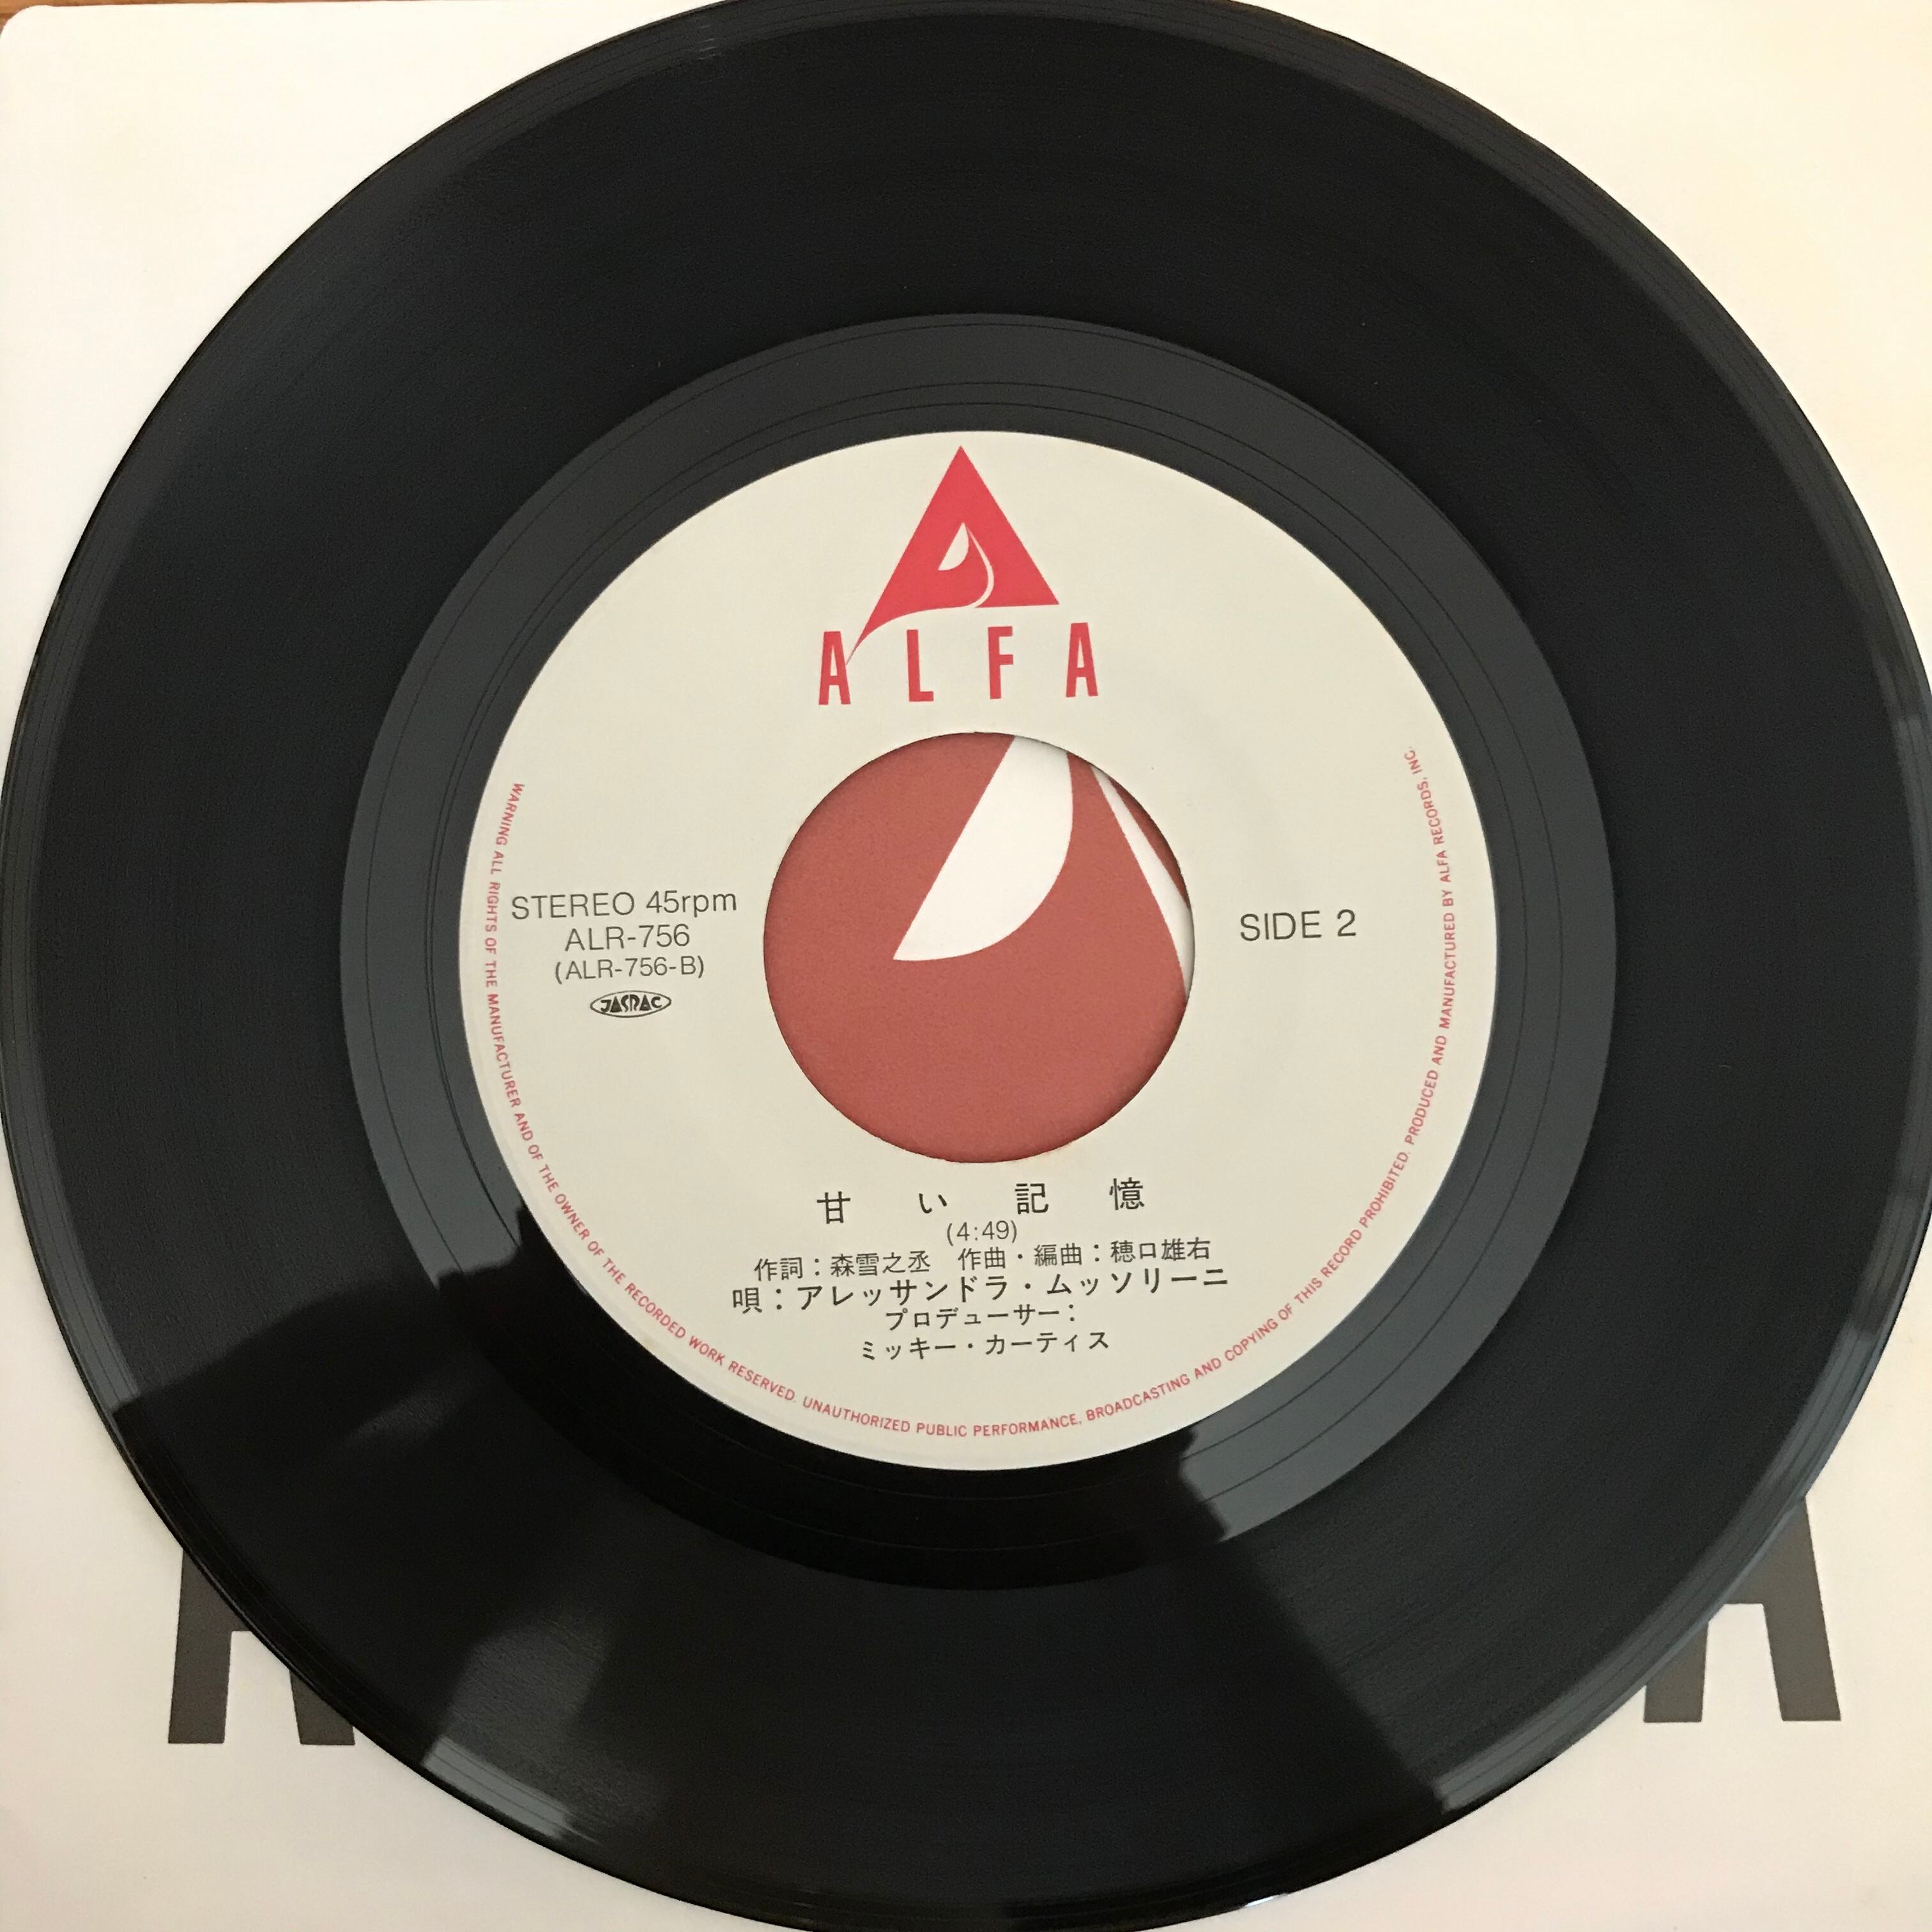 ALFA
STEREO 45rpm
ALR-756
(ALR-756-B)
JASRAC
SIDE 2
甘い記憶
(4:49)
作詞：森雪之丞　作曲・編曲：穂口雄右
唄：アレッサンドラ・ムッソリーニ
プロデューサー：
ミッキー・カーティス
WARNING ALL RIGHTS OF THE MANUFACTURER AND OF THE OWNER OF THE RECORDED WORK RESERVED. UNAUTHORIZED PUBLIC PERFORMANCE, BROADCASTING AND COPYING OF THIS RECORD PROHIBITED. PRODUCED AND MANUFACTURED BY ALFA RECORDS, INC.